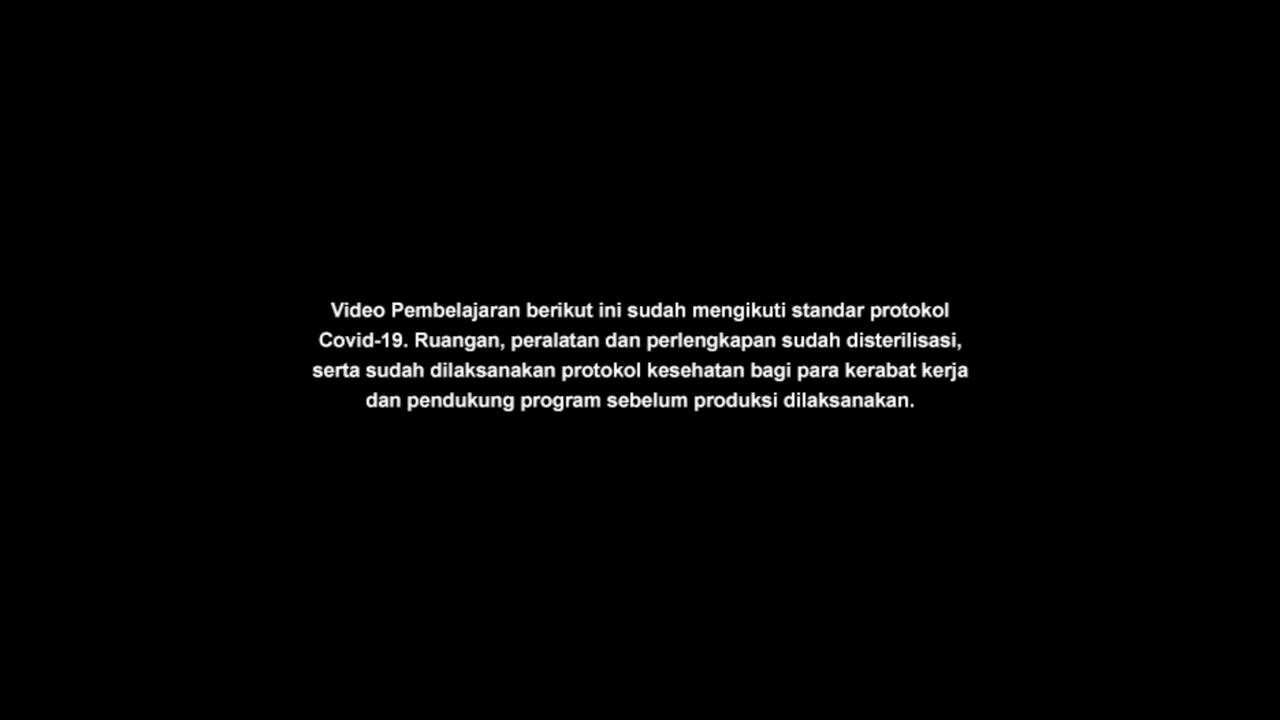 Video Pembelajaran berikut ini sudah mengikuti standar protokol
Covid-19. Ruangan, peralatan dan perlengkapan sudah disterilisasi,
serta sudah dilaksanakan protokol kesehatan bagi para kerabat kerja
dan pendukung program sebelum produksi dilaksanakan.